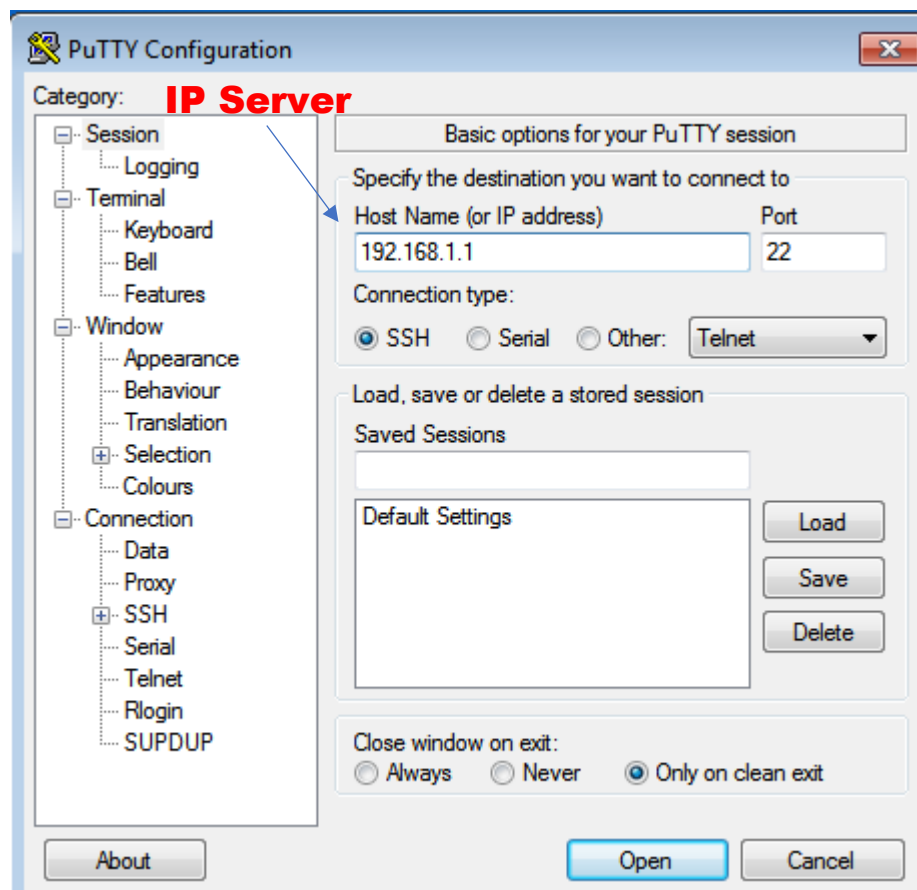 PuTTY Configuration
Category:
IP Server
Session
Logging
Terminal
Keyboard
Bell
Features
Window
Appearance
Behaviour
Translation
Selection
Colours
Connection
Data
Proxy
SSH
Serial
Telnet
Rlogin
SUPDUP
Basic options for your PuTTY session
Specify the destination you want to connect to
Host Name (or IP address) Port
192.168.1.1 22
Connection type:
SSH Serial Other: Telnet
Load, save or delete a stored session
Saved Sessions
Default Settings
Load
Save
Delete
Close window on exit:
Always Never Only on clean exit
About Open Cancel